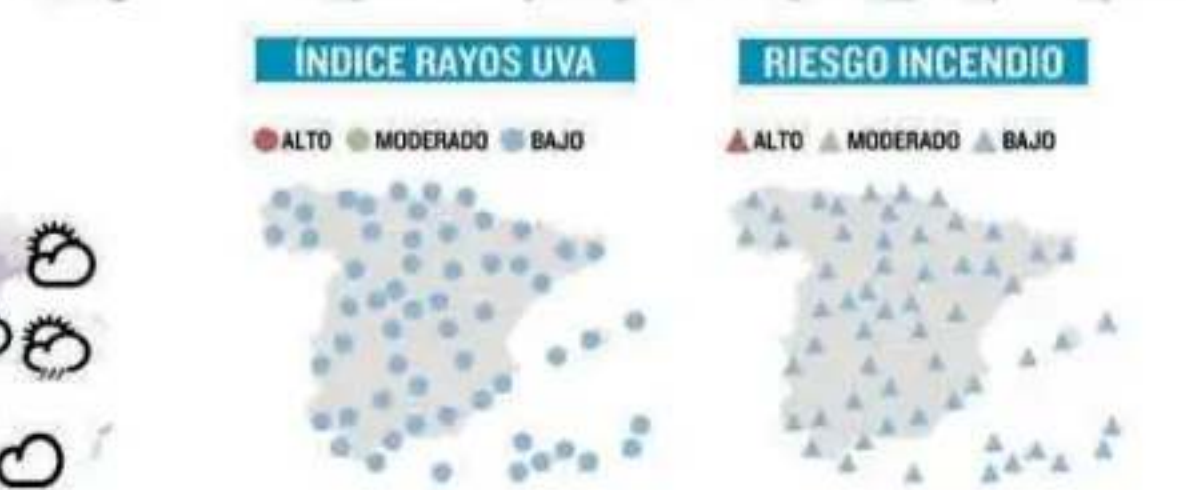 ÍNDICE RAYOS UVA
ALTO MODERADO BAJO
RIESGO INCENDIO
ALTO MODERADO BAJO